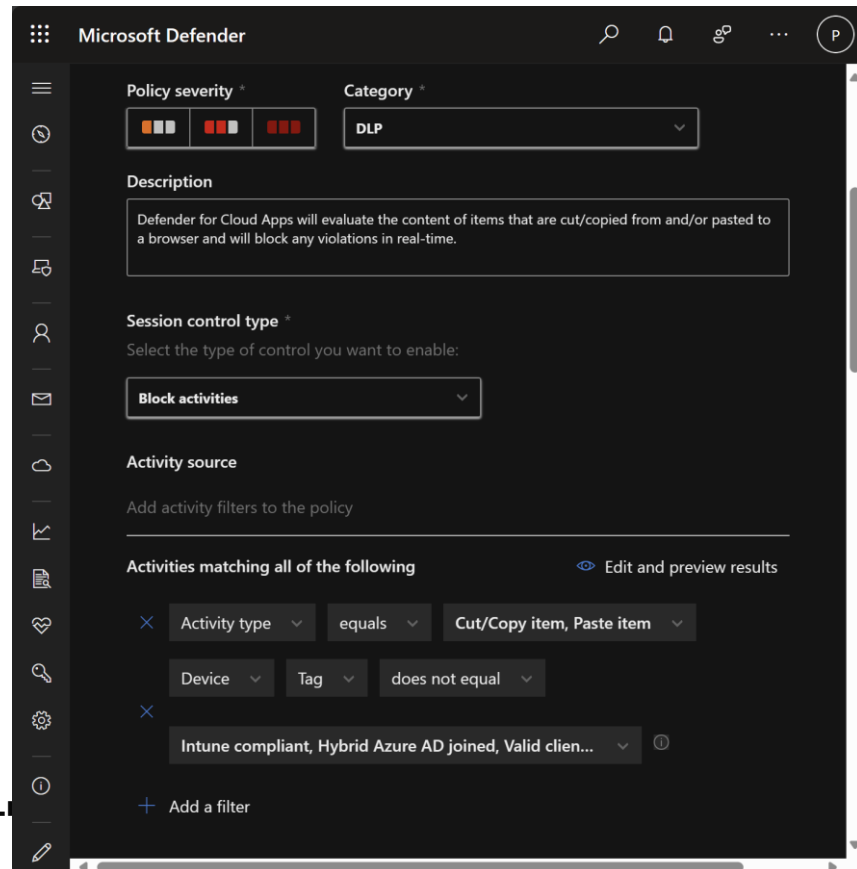 Microsoft Defender
P
Policy severity *
Category *
DLP
Description
Defender for Cloud Apps will evaluate the content of items that are cut/copied from and/or pasted to
a browser and will block any violations in real-time.
Session control type *
Select the type of control you want to enable:
Block activities
Activity source
Add activity filters to the policy
Activities matching all of the following
Edit and preview results
Activity type equals Cut/Copy item, Paste item
Device Tag does not equal
Intune compliant, Hybrid Azure AD joined, Valid clien...
Add a filter